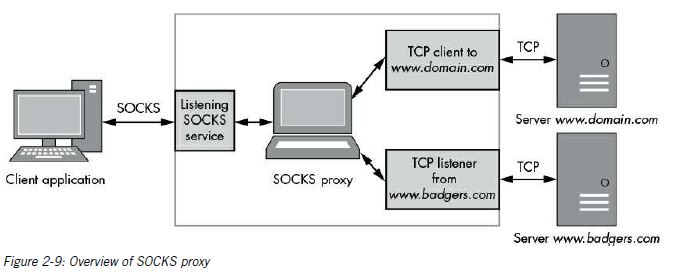 TCP client to
www.domain.com
TCP
Server www.domain.com
SOCKS
Listening
SOCKS
service
Client application
SOCKS proxy
TCP listener
from
www.badgers.com
TCP
Server www.badgers.com
Figure 2-9: Overview of SOCKS proxy